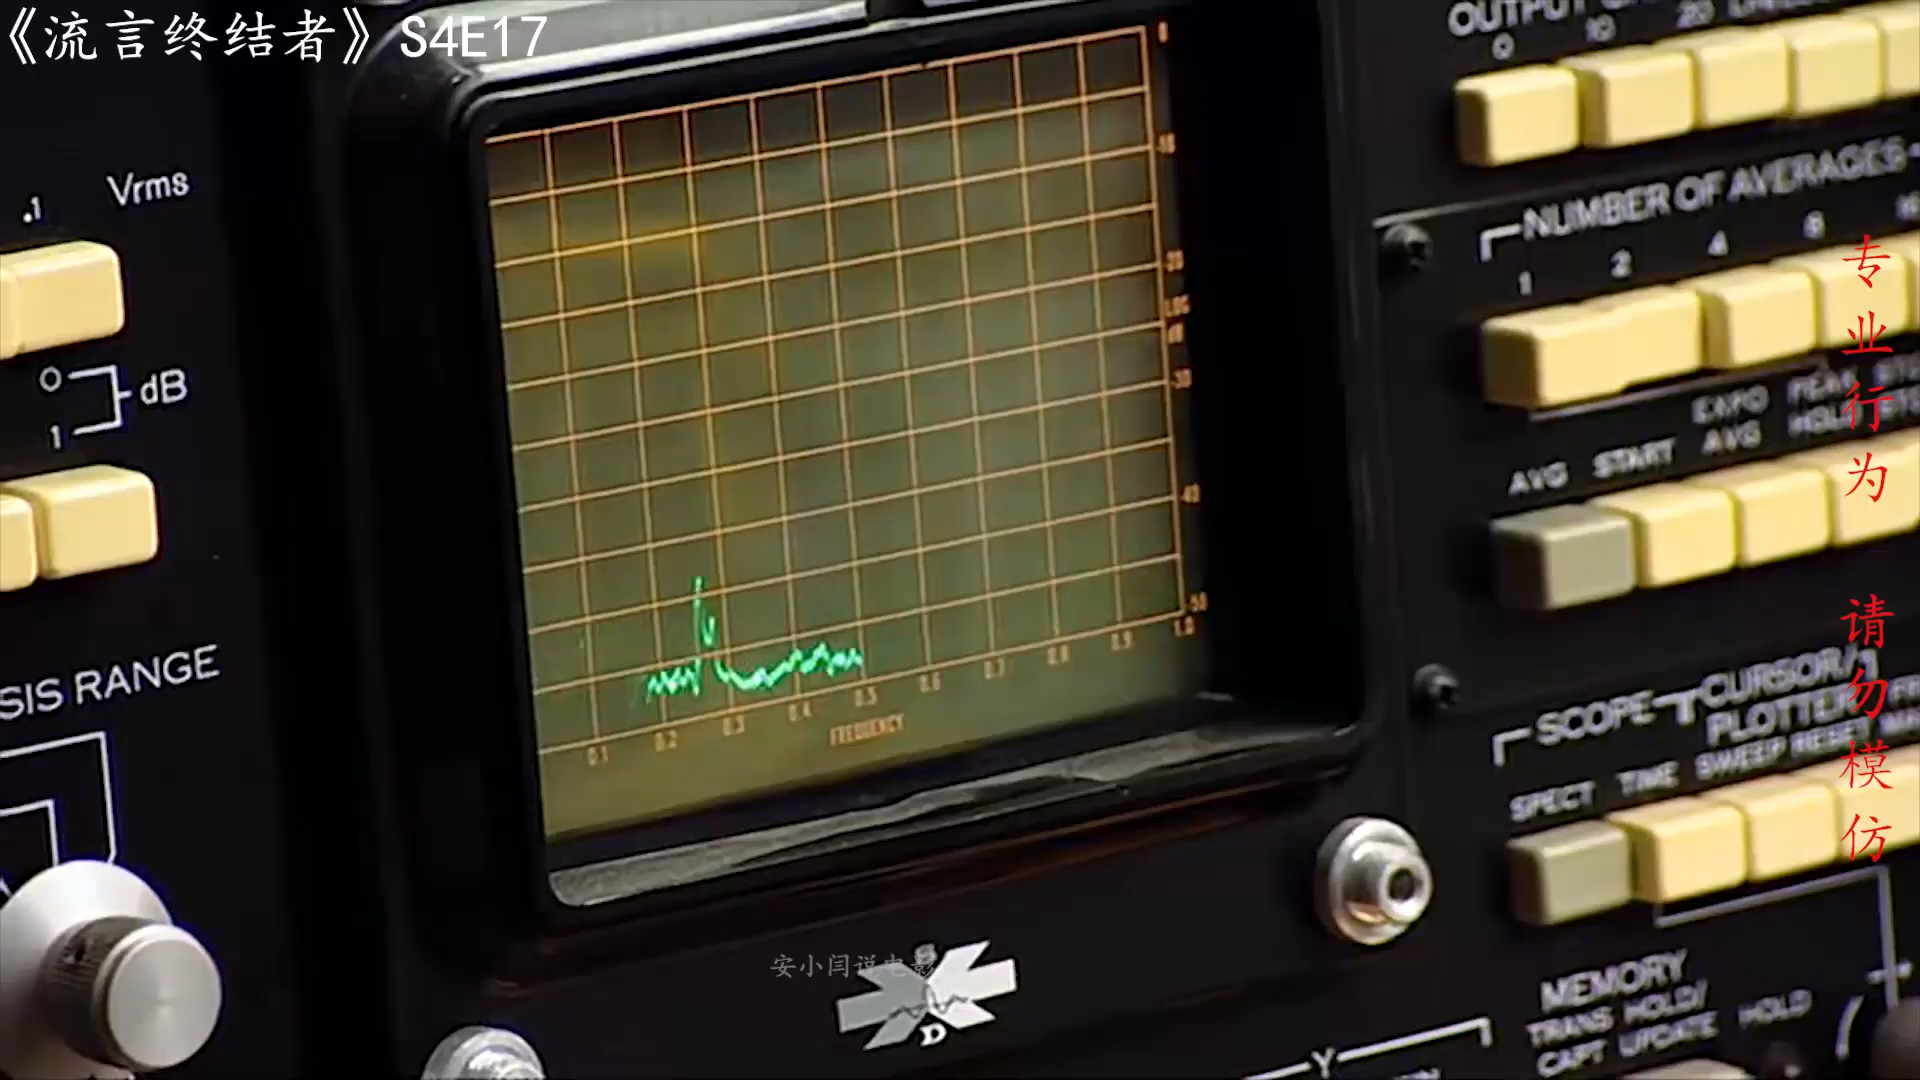 《流言终结者》S4E17
.1 Vrms
0
dB
1
SIS RANGE
0.1 0.2 0.3 0.4 0.5 0.6 0.7 0.8 0.9 1.0
FREQUENCY
0
-10
-20
LOG
-30
-40
-50
0 10 20
NUMBER OF AVERAGES
1 2 4 8 16
EXPO PEAK
AVG START AVG HOLD
SCOPE CURSOR/
PLOTTER
SPECT TIME SWEEP RESET
MEMORY
TRANS HOLD/ HOLD
CAPT UPDATE
Y
S
D
安小闫说电影
专业行为 请勿模仿